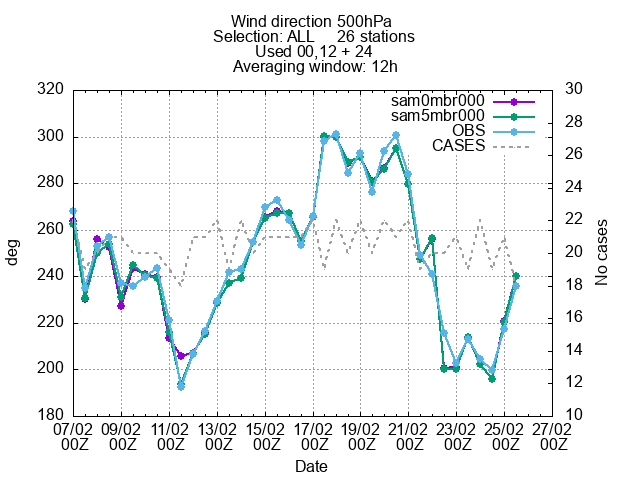 Wind direction 500hPa
Selection: ALL 26 stations
Used 00,12 + 24
Averaging window: 12h
sam0mbr000
sam5mbr000
OBS
CASES
320
300
280
260
240
220
200
180
30
28
26
24
22
20
18
16
14
12
10
deg
No cases
07/02 09/02 11/02 13/02 15/02 17/02 19/02 21/02 23/02 25/02 27/02
00Z 00Z 00Z 00Z 00Z 00Z 00Z 00Z 00Z 00Z 00Z
Date